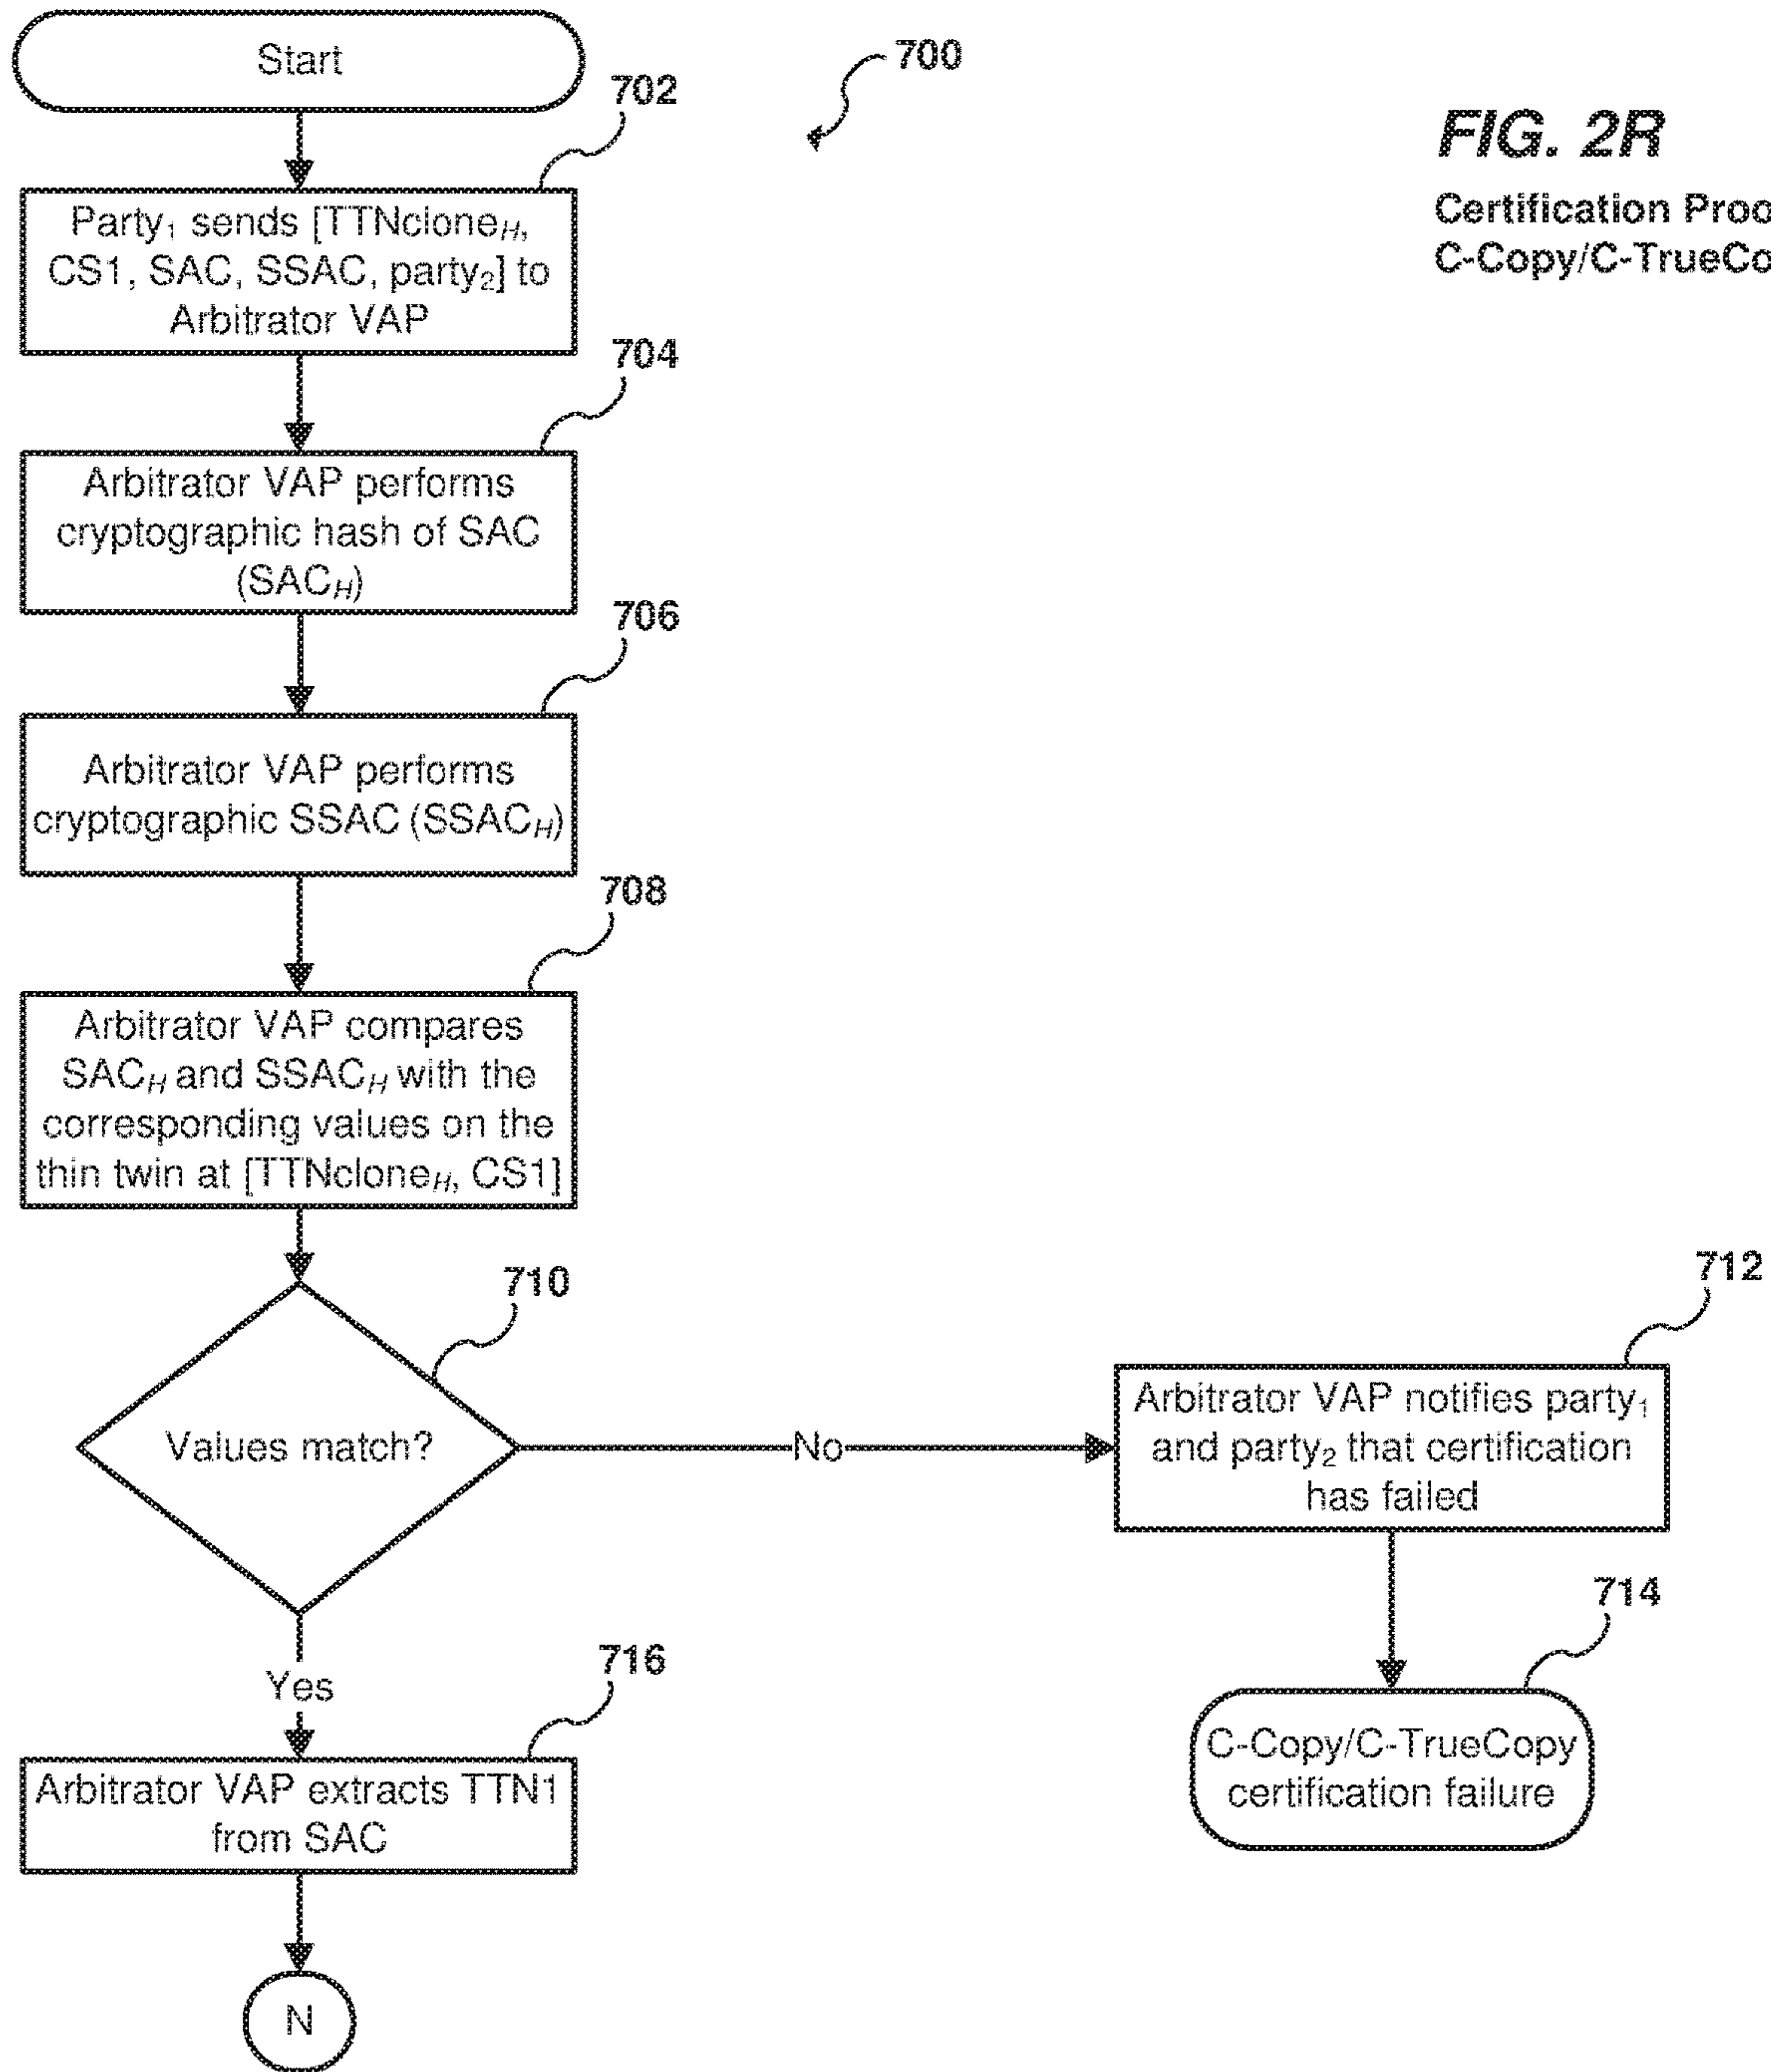 Start
700
702
FIG. 2R
Certification Proo
C-Copy/C-TrueCo
Party₁ sends [TTNcloneH,
CS1, SAC, SSAC, party₂] to
Arbitrator VAP
704
Arbitrator VAP performs
cryptographic hash of SAC
(SACH)
706
Arbitrator VAP performs
cryptographic SSAC (SSACH)
708
Arbitrator VAP compares
SACH and SSACH with the
corresponding values on the
thin twin at [TTNcloneH, CS1]
710
Values match?
No
712
Arbitrator VAP notifies party₁
and party₂ that certification
has failed
714
C-Copy/C-TrueCopy
certification failure
Yes
716
Arbitrator VAP extracts TTN1
from SAC
N